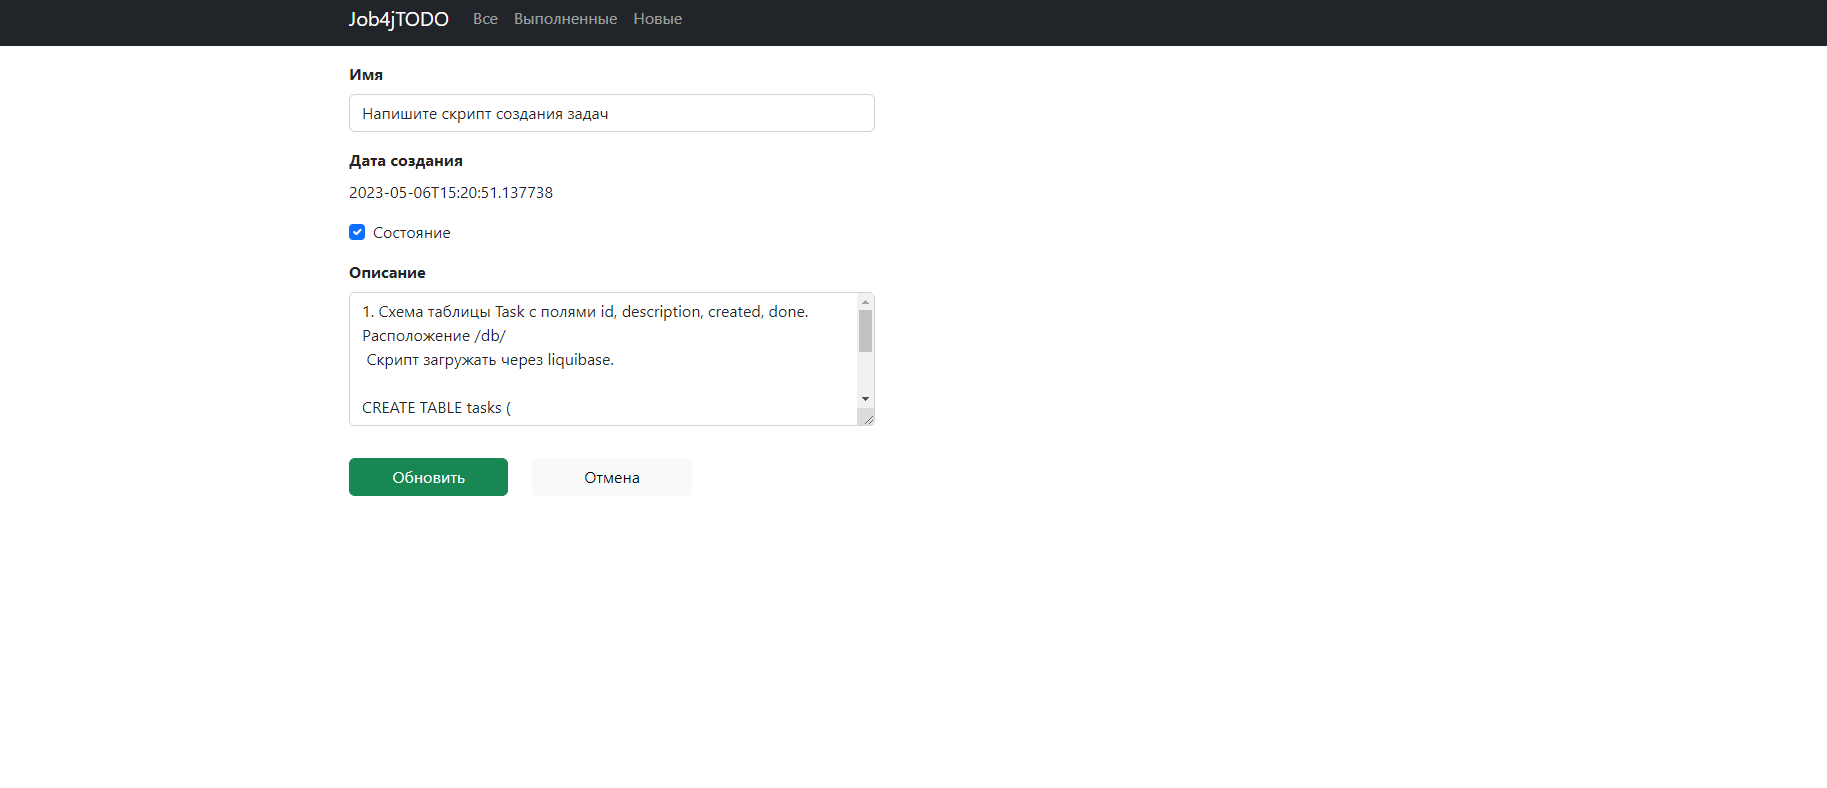 Job4jTODO Все Выполненные Новые
Имя
Напишите скрипт создания задач
Дата создания
2023-05-06T15:20:51.137738
Состояние
Описание
1. Схема таблицы Task с полями id, description, created, done.
Расположение /db/
Скрипт загружать через liquibase.
CREATE TABLE tasks (
Обновить Отмена